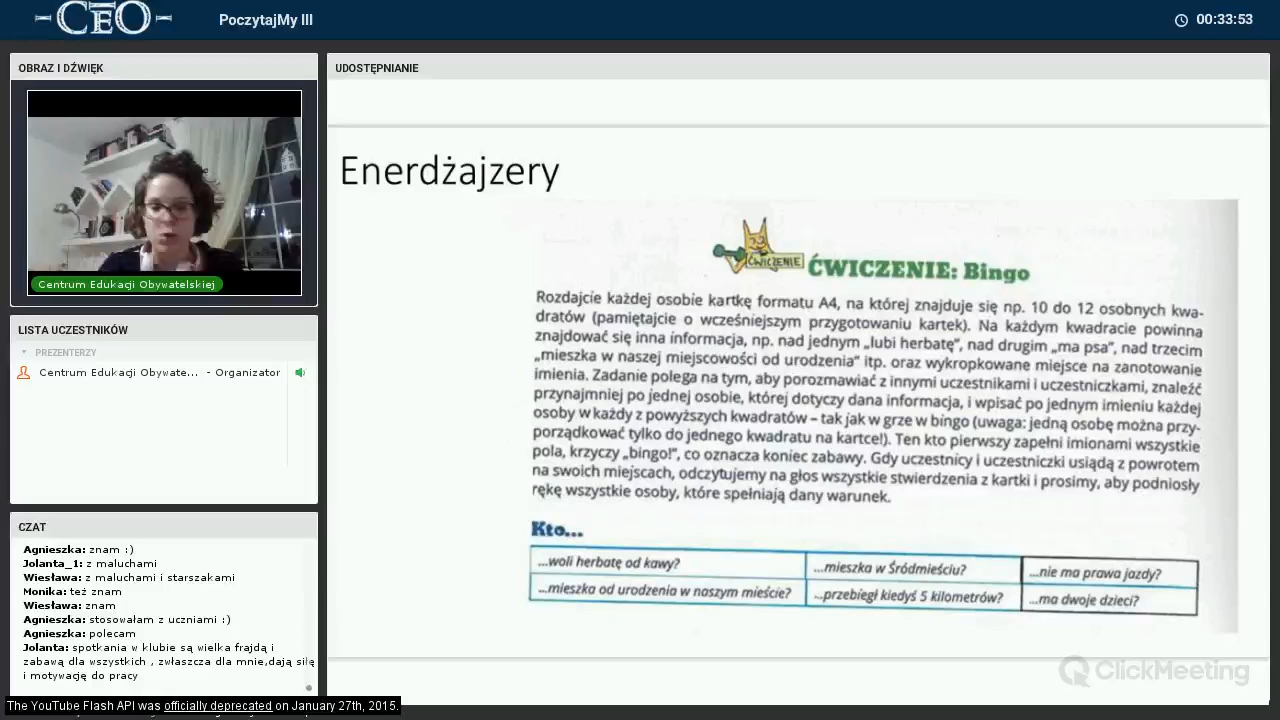 CEO
PoczytajMy III
00:33:53
OBRAZ I DŹWIĘK
Centrum Edukacji Obywatelskiej
LISTA UCZESTNIKÓW
PREZENTERZY
Centrum Edukacji Obywate... - Organizator
CZAT
Agnieszka: znam :)
Jolanta_1: z maluchami
Wiesława: z maluchami i starszakami
Monika: też znam
Wiesława: znam
Agnieszka: stosowałam z uczniami :)
Agnieszka: polecam
Jolanta: spotkania w klubie są wielka frajdą i
zabawą dla wszystkich , zwłaszcza dla mnie,dają siłę
i motywację do pracy
The YouTube Flash API was officially deprecated on January 27th, 2015.
UDOSTĘPNIANIE
Enerdżajzery
ĆWICZENIE
ĆWICZENIE: Bingo
Rozdajcie każdej osobie kartkę formatu A4, na której znajduje się np. 10 do 12 osobnych kwa-
dratów (pamiętajcie o wcześniejszym przygotowaniu kartek). Na każdym kwadracie powinna
znajdować się inna informacja, np. nad jednym „lubi herbatę”, nad drugim „ma psa”, nad trzecim
„mieszka w naszej miejscowości od urodzenia” itp. oraz wykropkowane miejsce na zanotowanie
imienia. Zadanie polega na tym, aby porozmawiać z innymi uczestnikami i uczestniczkami, znaleźć
przynajmniej po jednej osobie, której dotyczy dana informacja, i wpisać po jednym imieniu każdej
osoby w każdy z powyższych kwadratów – tak jak w grze w bingo (uwaga: jedną osobę można przy-
porządkować tylko do jednego kwadratu na kartce!). Ten kto pierwszy zapełni imionami wszystkie
pola, krzyczy „bingo!”, co oznacza koniec zabawy. Gdy uczestnicy i uczestniczki usiądą z powrotem
na swoich miejscach, odczytujemy na głos wszystkie stwierdzenia z kartki i prosimy, aby podniosły
rękę wszystkie osoby, które spełniają dany warunek.
Kto...
...woli herbatę od kawy? ...mieszka w Śródmieściu? ...nie ma prawa jazdy?
...mieszka od urodzenia w naszym mieście? ...przebiegł kiedyś 5 kilometrów? ...ma dwoje dzieci?
ClickMeeting